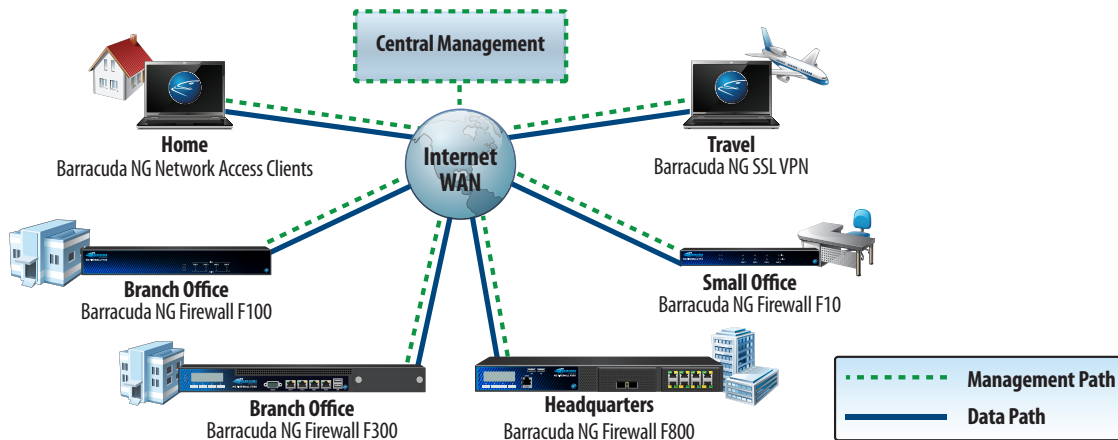 Central Management
Home
Barracuda NG Network Access Clients
Internet
WAN
Travel
Barracuda NG SSL VPN
Branch Office
Barracuda NG Firewall F100
Small Office
Barracuda NG Firewall F10
Branch Office
Barracuda NG Firewall F300
Headquarters
Barracuda NG Firewall F800
Management Path
Data Path